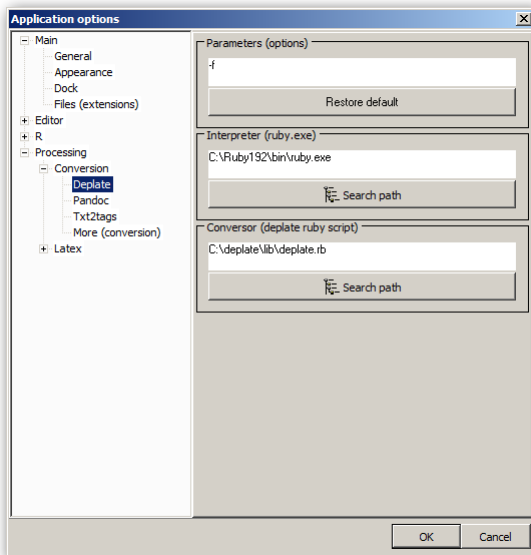 Application options
Main
General
Appearance
Dock
Files (extensions)
Editor
R
Processing
Conversion
Deplate
Pandoc
Txt2tags
More (conversion)
Latex
Parameters (options)
-f
Restore default
Interpreter (ruby.exe)
C:\Ruby192\bin\ruby.exe
Search path
Conversor (deplate ruby script)
C:\deplate\lib\deplate.rb
Search path
OK
Cancel